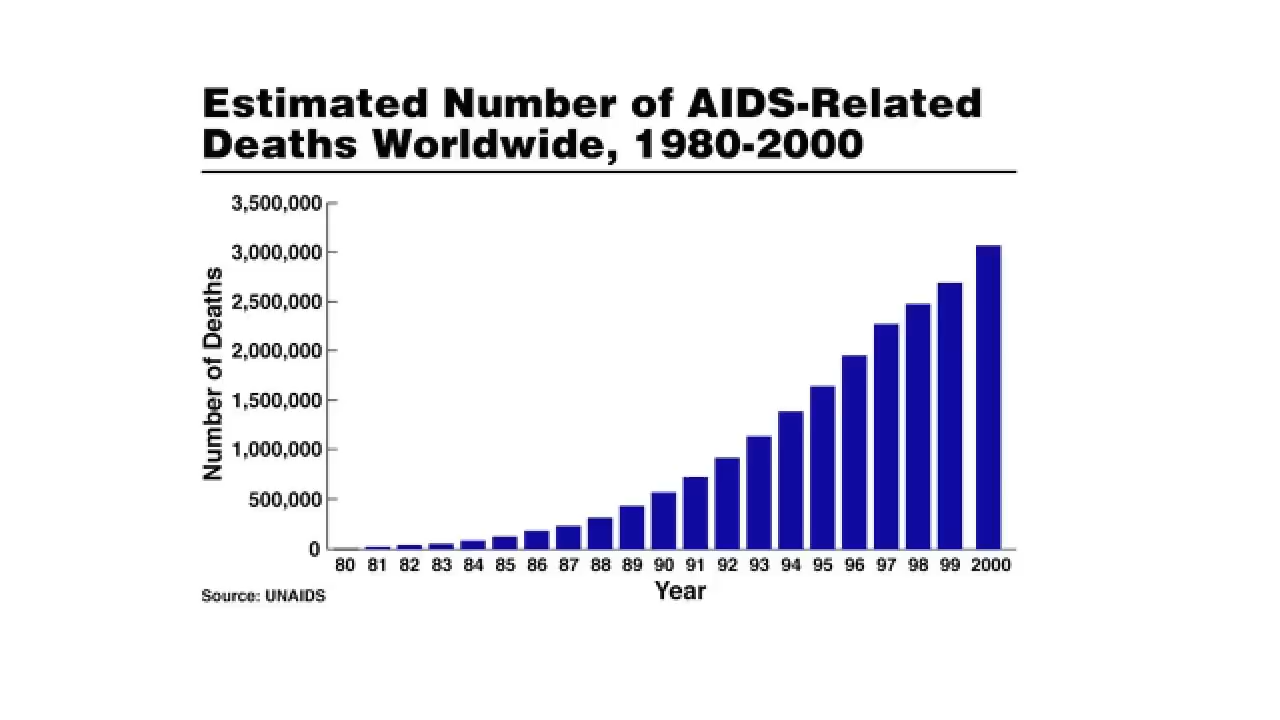 Estimated Number of AIDS-Related
Deaths Worldwide, 1980-2000
3,500,000
3,000,000
2,500,000
2,000,000
1,500,000
1,000,000
500,000
0
Number of Deaths
80 81 82 83 84 85 86 87 88 89 90 91 92 93 94 95 96 97 98 99 2000
Year
Source: UNAIDS